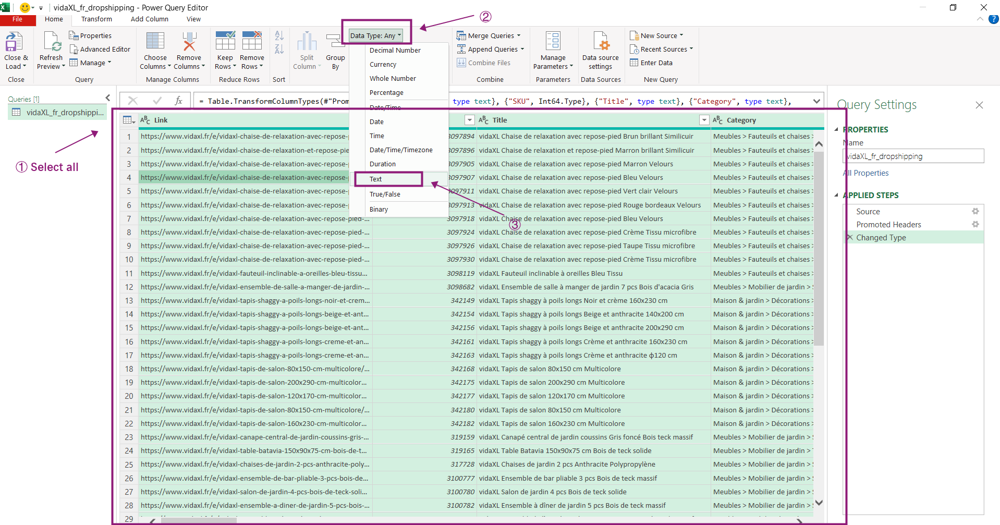 vidaXL_fr_dropshipping - Power Query Editor
File Home Transform Add Column View
②
Close & Load
Close
Refresh Preview
Properties
Advanced Editor
Manage
Query
Choose Columns
Remove Columns
Manage Columns
Keep Rows
Remove Rows
Reduce Rows
Sort
Split Column
Group By
Data Type: Any
Decimal Number
Currency
Whole Number
Percentage
Date/Time
Date
Time
Date/Time/Timezone
Duration
Text
True/False
Binary
③
Merge Queries
Append Queries
Combine Files
Combine
Manage Parameters
Parameters
Data source settings
Data Sources
New Source
Recent Sources
Enter Data
New Query
Queries [1]
vidaXL_fr_dropshippi...
① Select all
fx
= Table.TransformColumnTypes(#"Prom type text}, {"SKU", Int64.Type}, {"Title", type text}, {"Category", type text},
ABC Link ABC Title ABC Category
1 https://www.vidaxl.fr/e/vidaxl-chaise-de-relaxation-avec-repose- 3097894 vidaXL Chaise de relaxation avec repose-pied Brun brillant Similicuir Meubles > Fauteuils et chaises >
2 https://www.vidaxl.fr/e/vidaxl-chaise-de-relaxation-et-repose-pie 3097896 vidaXL Chaise de relaxation et repose-pied Marron brillant Similicuir Meubles > Fauteuils et chaises >
3 https://www.vidaxl.fr/e/vidaxl-chaise-de-relaxation-avec-repose- 3097905 vidaXL Chaise de relaxation avec repose-pied Marron Velours Meubles > Fauteuils et chaises >
4 https://www.vidaxl.fr/e/vidaxl-chaise-de-relaxation-avec-repose- 3097907 vidaXL Chaise de relaxation avec repose-pied Bleu Velours Meubles > Fauteuils et chaises >
5 https://www.vidaxl.fr/e/vidaxl-chaise-de-relaxation-avec-repose- 3097911 vidaXL Chaise de relaxation avec repose-pied Vert clair Velours Meubles > Fauteuils et chaises >
6 https://www.vidaxl.fr/e/vidaxl-chaise-de-relaxation-avec-repose- 3097913 vidaXL Chaise de relaxation avec repose-pied Rouge bordeaux Velours Meubles > Fauteuils et chaises >
7 https://www.vidaxl.fr/e/vidaxl-chaise-de-relaxation-avec-repose-pied-... 3097918 vidaXL Chaise de relaxation avec repose-pied Bleu Velours Meubles > Fauteuils et chaises >
8 https://www.vidaxl.fr/e/vidaxl-chaise-de-relaxation-avec-repose-pied-... 3097924 vidaXL Chaise de relaxation avec repose-pied Crème Tissu microfibre Meubles > Fauteuils et chaises >
9 https://www.vidaxl.fr/e/vidaxl-chaise-de-relaxation-avec-repose-pied-... 3097926 vidaXL Chaise de relaxation avec repose-pied Taupe Tissu microfibre Meubles > Fauteuils et chaises >
10 https://www.vidaxl.fr/e/vidaxl-chaise-de-relaxation-avec-repose-pied-... 3097930 vidaXL Chaise de relaxation avec repose-pied Crème Tissu microfibre Meubles > Fauteuils et chaises >
11 https://www.vidaxl.fr/e/vidaxl-fauteuil-inclinable-a-oreilles-bleu-tissu... 3098119 vidaXL Fauteuil inclinable à oreilles Bleu Tissu Meubles > Fauteuils et chaises >
12 https://www.vidaxl.fr/e/vidaxl-ensemble-de-salle-a-manger-de-jardin-... 3098682 vidaXL Ensemble de salle à manger de jardin 7 pcs Bois d'acacia Gris Meubles > Mobilier de jardin >
13 https://www.vidaxl.fr/e/vidaxl-tapis-shaggy-a-poils-longs-noir-et-crem... 342149 vidaXL Tapis shaggy à poils longs Noir et crème 160x230 cm Maison & jardin > Décorations >
14 https://www.vidaxl.fr/e/vidaxl-tapis-shaggy-a-poils-longs-beige-et-ant... 342154 vidaXL Tapis shaggy à poils longs Beige et anthracite 140x200 cm Maison & jardin > Décorations >
15 https://www.vidaxl.fr/e/vidaxl-tapis-shaggy-a-poils-longs-beige-et-ant... 342156 vidaXL Tapis shaggy à poils longs Beige et anthracite 200x290 cm Maison & jardin > Décorations >
16 https://www.vidaxl.fr/e/vidaxl-tapis-shaggy-a-poils-longs-creme-et-an... 342161 vidaXL Tapis shaggy à poils longs Crème et anthracite 160x230 cm Maison & jardin > Décorations >
17 https://www.vidaxl.fr/e/vidaxl-tapis-shaggy-a-poils-longs-creme-et-an... 342163 vidaXL Tapis shaggy à poils longs Crème et anthracite φ120 cm Maison & jardin > Décorations >
18 https://www.vidaxl.fr/e/vidaxl-tapis-de-salon-80x150-cm-multicolore/... 342168 vidaXL Tapis de salon 80x150 cm Multicolore Maison & jardin > Décorations >
19 https://www.vidaxl.fr/e/vidaxl-tapis-de-salon-200x290-cm-multicolor... 342175 vidaXL Tapis de salon 200x290 cm Multicolore Maison & jardin > Décorations >
20 https://www.vidaxl.fr/e/vidaxl-tapis-de-salon-120x170-cm-multicolor... 342177 vidaXL Tapis de salon 120x170 cm Multicolore Maison & jardin > Décorations >
21 https://www.vidaxl.fr/e/vidaxl-tapis-de-salon-80x150-cm-multicolore/... 342180 vidaXL Tapis de salon 80x150 cm Multicolore Maison & jardin > Décorations >
22 https://www.vidaxl.fr/e/vidaxl-tapis-de-salon-160x230-cm-multicolor... 342182 vidaXL Tapis de salon 160x230 cm Multicolore Maison & jardin > Décorations >
23 https://www.vidaxl.fr/e/vidaxl-canape-central-de-jardin-coussins-gris-... 319159 vidaXL Canapé central de jardin coussins Gris foncé Bois teck massif Meubles > Mobilier de jardin >
24 https://www.vidaxl.fr/e/vidaxl-table-batavia-150x90x75-cm-bois-de-t... 319165 vidaXL Table Batavia 150x90x75 cm Bois de teck solide Meubles > Mobilier de jardin >
25 https://www.vidaxl.fr/e/vidaxl-chaises-de-jardin-2-pcs-anthracite-poly... 317728 vidaXL Chaises de jardin 2 pcs Anthracite Polypropylène Meubles > Mobilier de jardin >
26 https://www.vidaxl.fr/e/vidaxl-ensemble-de-bar-pliable-3-pcs-bois-de... 3100777 vidaXL Ensemble de bar pliable 3 pcs Bois de teck massif Meubles > Mobilier de jardin >
27 https://www.vidaxl.fr/e/vidaxl-salon-de-jardin-4-pcs-bois-de-teck-soli... 3100780 vidaXL Salon de jardin 4 pcs Bois de teck solide Meubles > Mobilier de jardin >
28 https://www.vidaxl.fr/e/vidaxl-ensemble-a-diner-de-jardin-5-pcs-bois-... 3100782 vidaXL Ensemble à dîner de jardin 5 pcs Bois de teck massif Meubles > Mobilier de jardin >
29
Query Settings
PROPERTIES
Name
vidaXL_fr_dropshipping
All Properties
APPLIED STEPS
Source
Promoted Headers
Changed Type